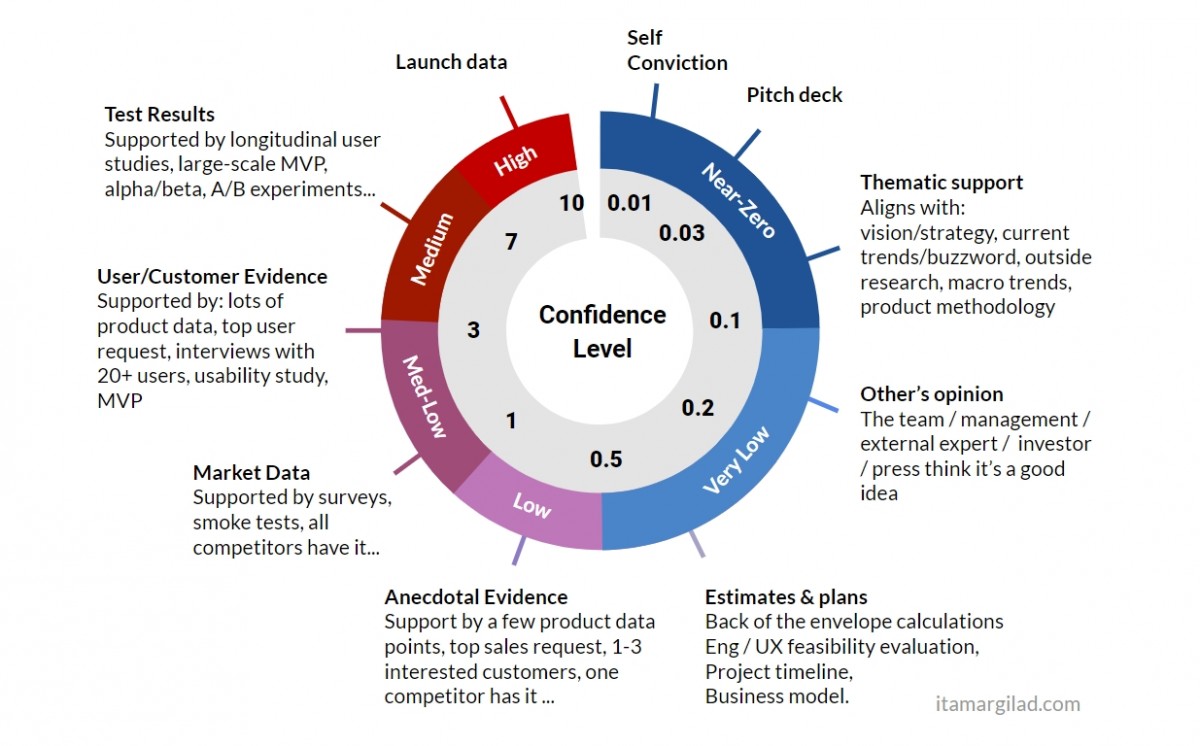 Self
Conviction
Launch data
Pitch deck
Test Results
Supported by longitudinal user
studies, large-scale MVP,
alpha/beta, A/B experiments...
High
Near-Zero
Thematic support
Aligns with:
vision/strategy, current
trends/buzzword, outside
research, macro trends,
product methodology
10
0.01
0.03
7
Medium
User/Customer Evidence
Supported by: lots of
product data, top user
request, interviews with
20+ users, usability study,
MVP
3
0.1
Confidence
Level
Other's opinion
The team / management /
external expert / investor
/ press think it's a good
idea
Med-Low
1
0.2
0.5
Very Low
Low
Market Data
Supported by surveys,
smoke tests, all
competitors have it...
Anecdotal Evidence
Support by a few product data
points, top sales request, 1-3
interested customers, one
competitor has it ...
Estimates & plans
Back of the envelope calculations
Eng / UX feasibility evaluation,
Project timeline,
Business model.
itamargilad.com